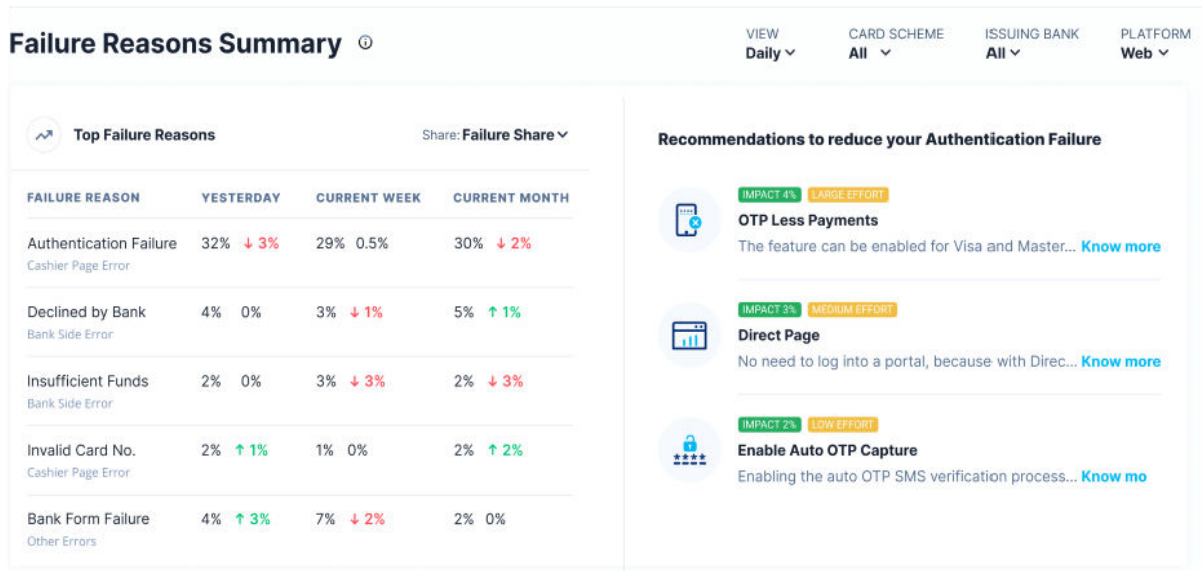 Failure Reasons Summary
VIEW CARD SCHEME ISSUING BANK PLATFORM
Daily All All Web
Top Failure Reasons Share: Failure Share
FAILURE REASON YESTERDAY CURRENT WEEK CURRENT MONTH
Authentication Failure 32% ↓ 3% 29% 0.5% 30% ↓ 2%
Cashier Page Error
Declined by Bank 4% 0% 3% ↓ 1% 5% ↑ 1%
Bank Side Error
Insufficient Funds 2% 0% 3% ↓ 3% 2% ↓ 3%
Bank Side Error
Invalid Card No. 2% ↑ 1% 1% 0% 2% ↑ 2%
Cashier Page Error
Bank Form Failure 4% ↑ 3% 7% ↓ 2% 2% 0%
Other Errors
Recommendations to reduce your Authentication Failure
IMPACT 4% LARGE EFFORT
OTP Less Payments
The feature can be enabled for Visa and Master... Know more
IMPACT 3% MEDIUM EFFORT
Direct Page
No need to log into a portal, because with Direc... Know more
IMPACT 2% LOW EFFORT
Enable Auto OTP Capture
Enabling the auto OTP SMS verification process... Know mo